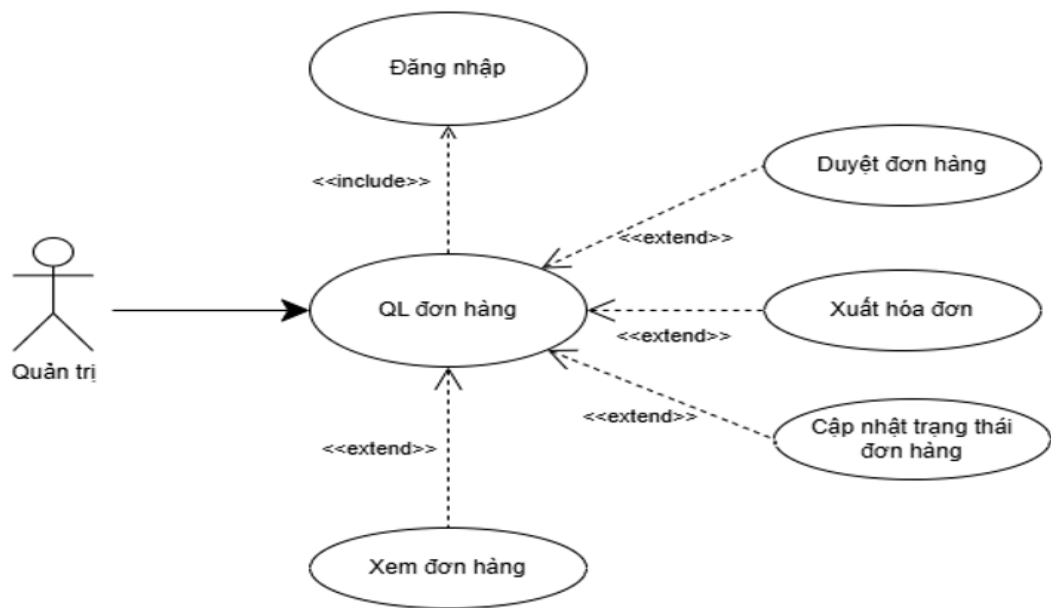 Đăng nhập
<<include>>
Duyệt đơn hàng
<<extend>>
QL đơn hàng
Xuất hóa đơn
<<extend>>
Quản trị
<<extend>>
Cập nhật trạng thái
đơn hàng
<<extend>>
Xem đơn hàng